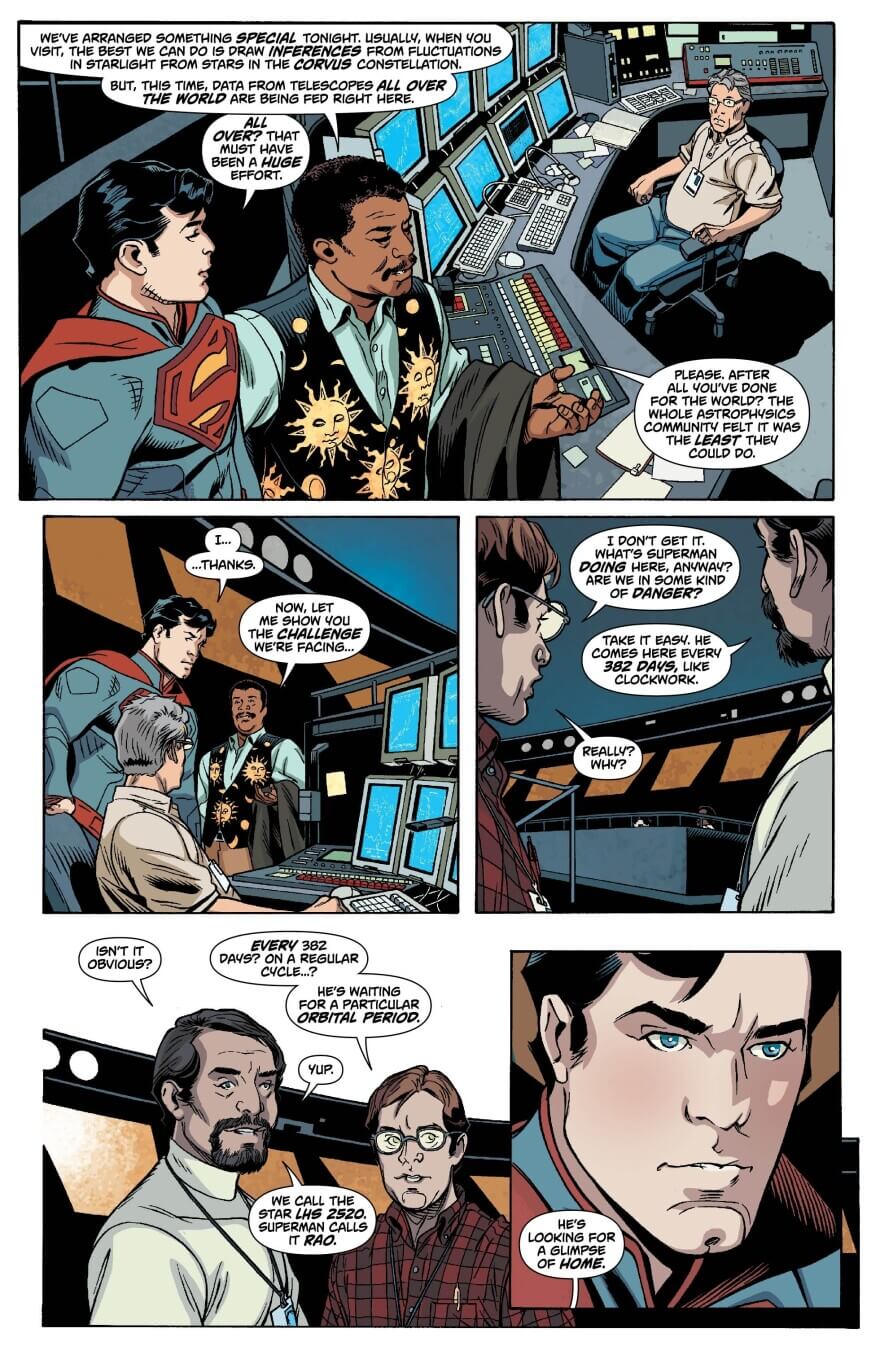 WE'VE ARRANGED SOMETHING SPECIAL TONIGHT. USUALLY, WHEN YOU
VISIT, THE BEST WE CAN DO IS DRAW INFERENCES FROM FLUCTUATIONS
IN STARLIGHT FROM STARS IN THE CORVUS CONSTELLATION.
BUT, THIS TIME, DATA FROM TELESCOPES ALL OVER
THE WORLD ARE BEING FED RIGHT HERE.
ALL
OVER? THAT
MUST HAVE
BEEN A HUGE
EFFORT.
PLEASE. AFTER
ALL YOU'VE DONE
FOR THE WORLD? THE
WHOLE ASTROPHYSICS
COMMUNITY FELT IT WAS
THE LEAST THEY
COULD DO.
I...
...THANKS.
NOW, LET
ME SHOW YOU
THE CHALLENGE
WE'RE FACING...
I DON'T GET IT.
WHAT'S SUPERMAN
DOING HERE, ANYWAY?
ARE WE IN SOME KIND
OF DANGER?
TAKE IT EASY. HE
COMES HERE EVERY
382 DAYS, LIKE
CLOCKWORK.
REALLY?
WHY?
ISN'T IT
OBVIOUS?
EVERY 382
DAYS? ON A REGULAR
CYCLE...?
HE'S WAITING
FOR A PARTICULAR
ORBITAL PERIOD.
YUP.
WE CALL THE
STAR LHS 2520.
SUPERMAN CALLS
IT RAO.
HE'S
LOOKING FOR
A GLIMPSE
OF HOME.